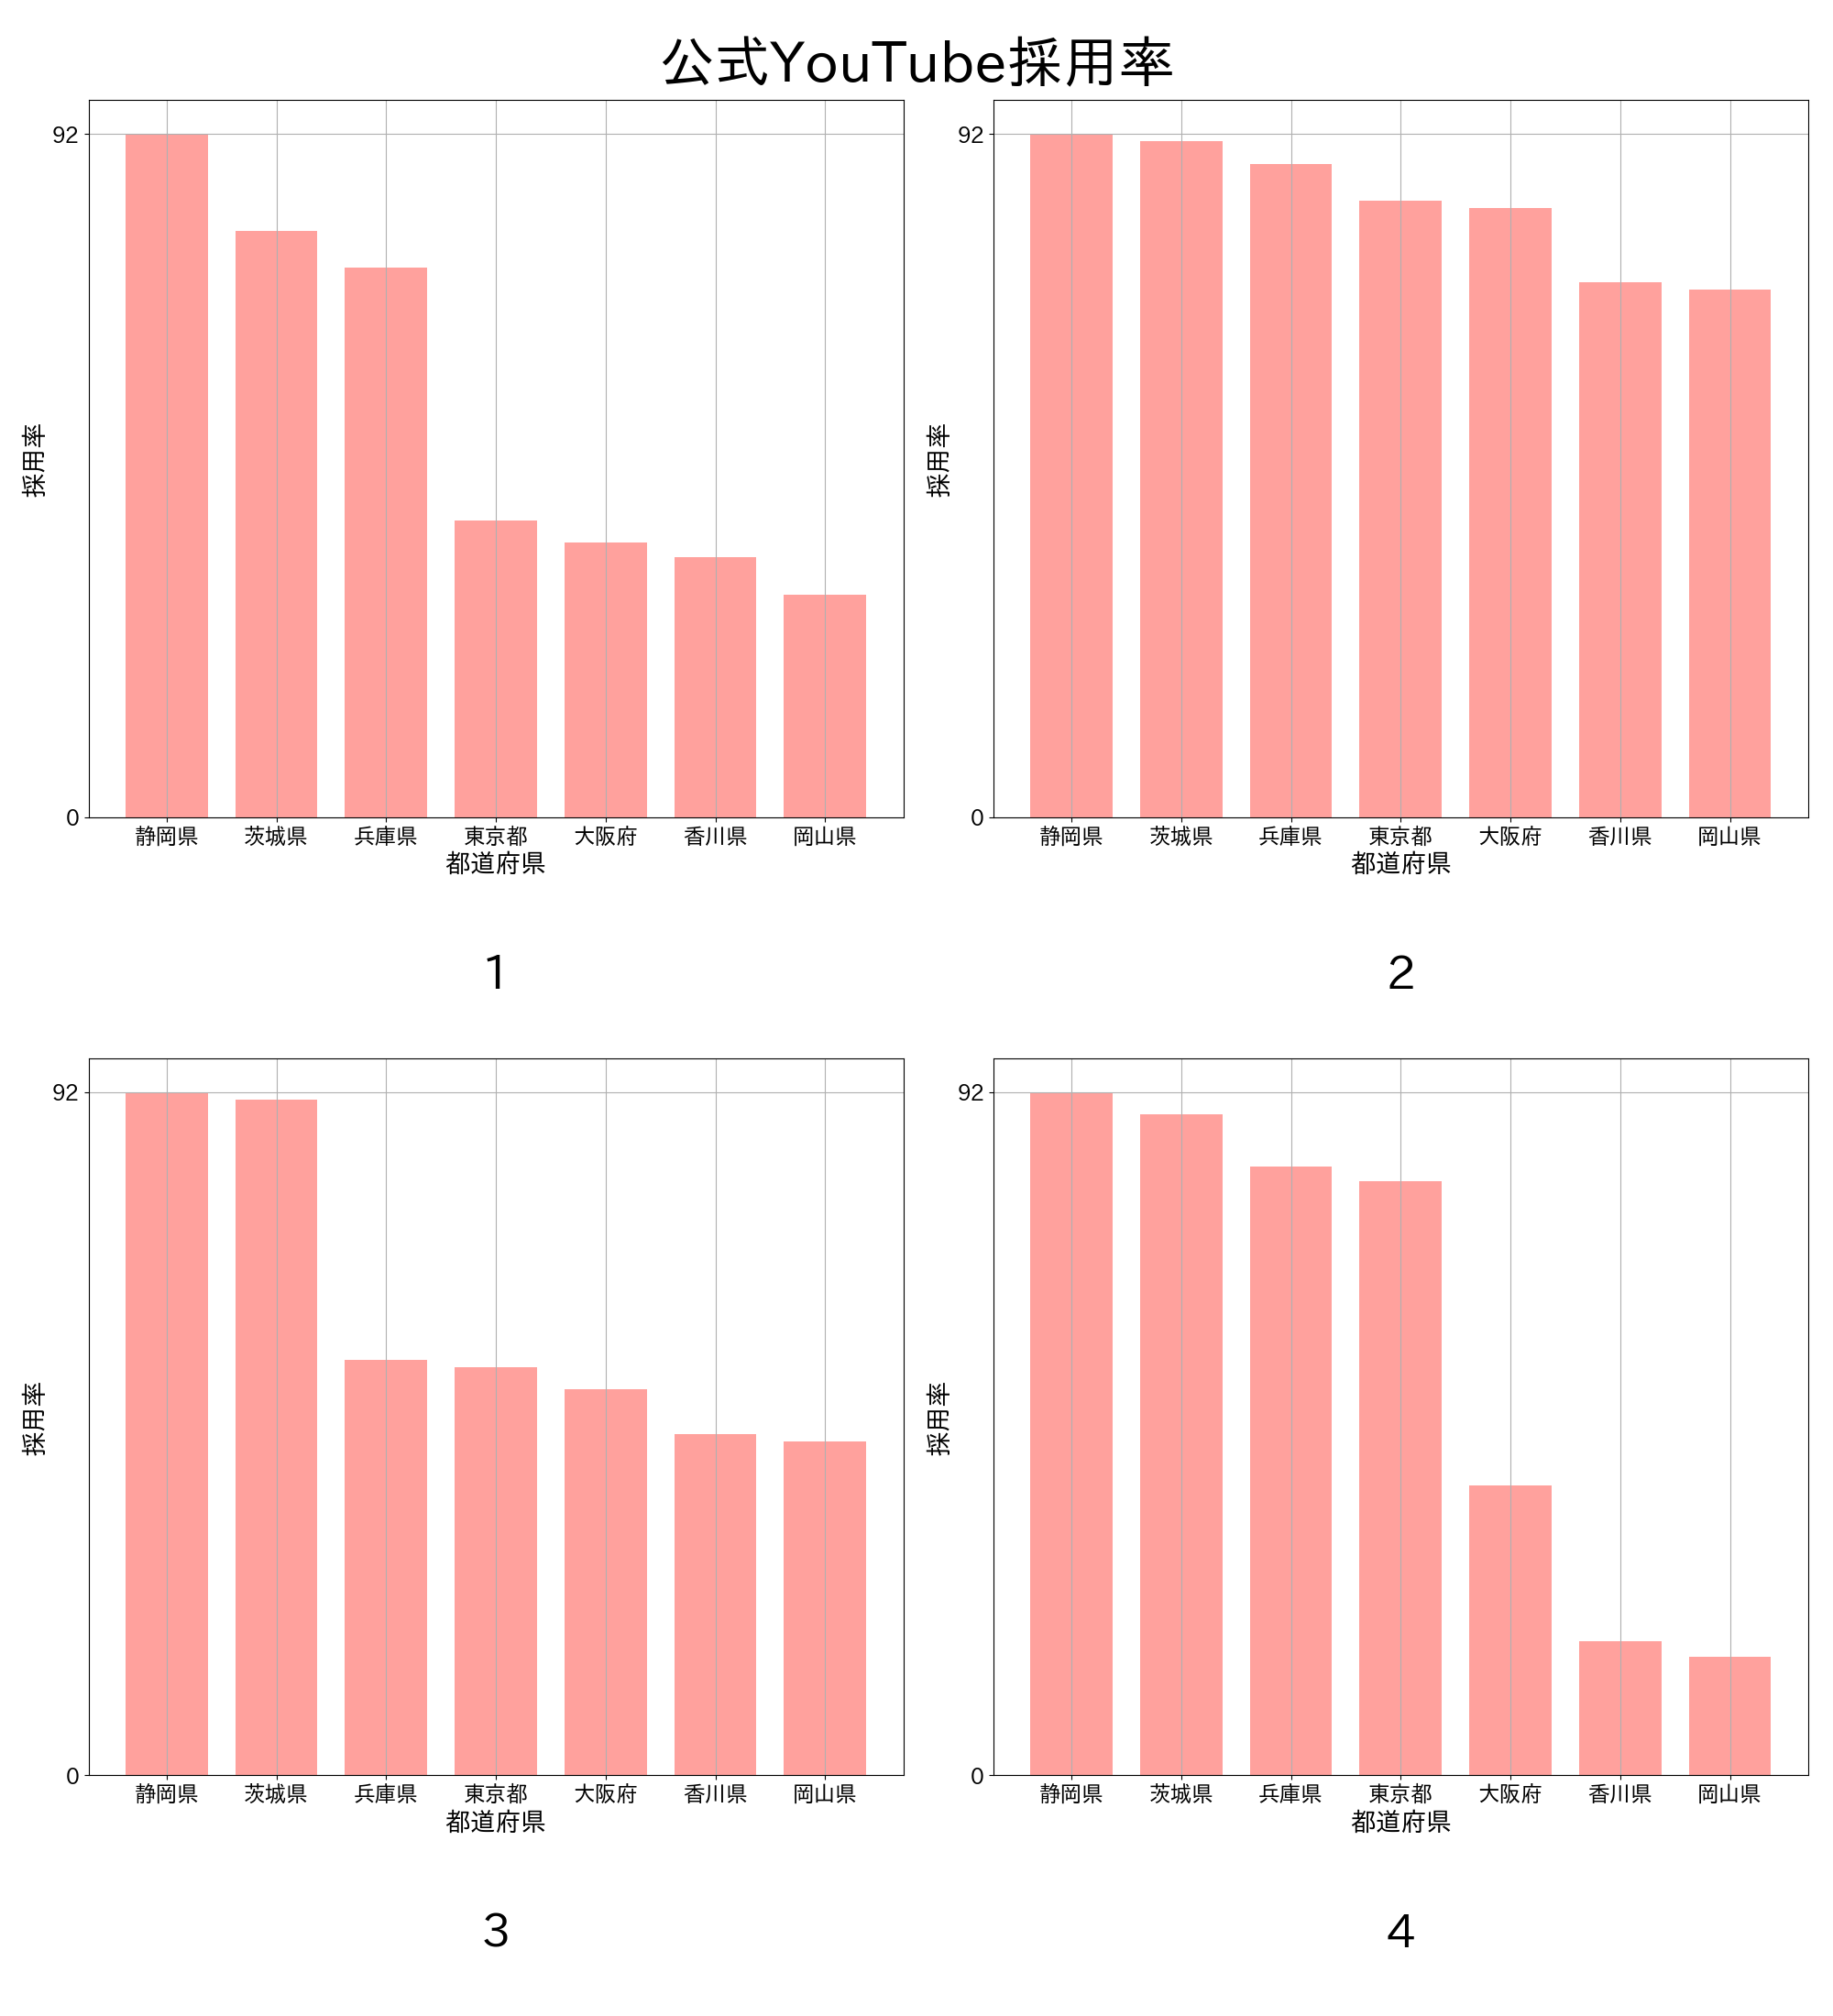 公式YouTube採用率
92
採用率
0
静岡県 茨城県 兵庫県 東京都 大阪府 香川県 岡山県
都道府県
1
92
採用率
0
静岡県 茨城県 兵庫県 東京都 大阪府 香川県 岡山県
都道府県
2
92
採用率
0
静岡県 茨城県 兵庫県 東京都 大阪府 香川県 岡山県
都道府県
3
92
採用率
0
静岡県 茨城県 兵庫県 東京都 大阪府 香川県 岡山県
都道府県
4